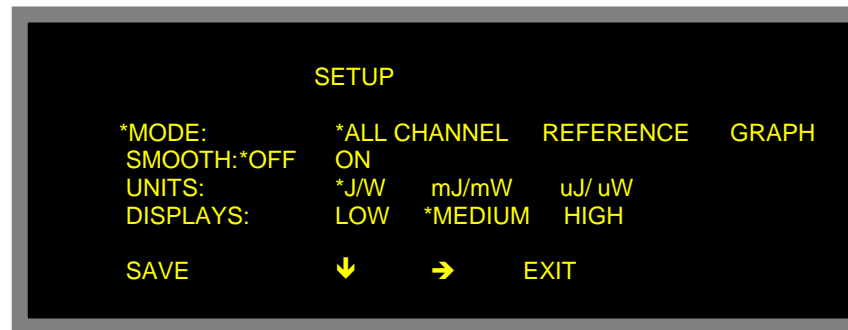 SETUP
*MODE: *ALL CHANNEL REFERENCE GRAPH
SMOOTH:*OFF ON
UNITS: *J/W mJ/mW uJ/ uW
DISPLAYS: LOW *MEDIUM HIGH
SAVE ↓ → EXIT